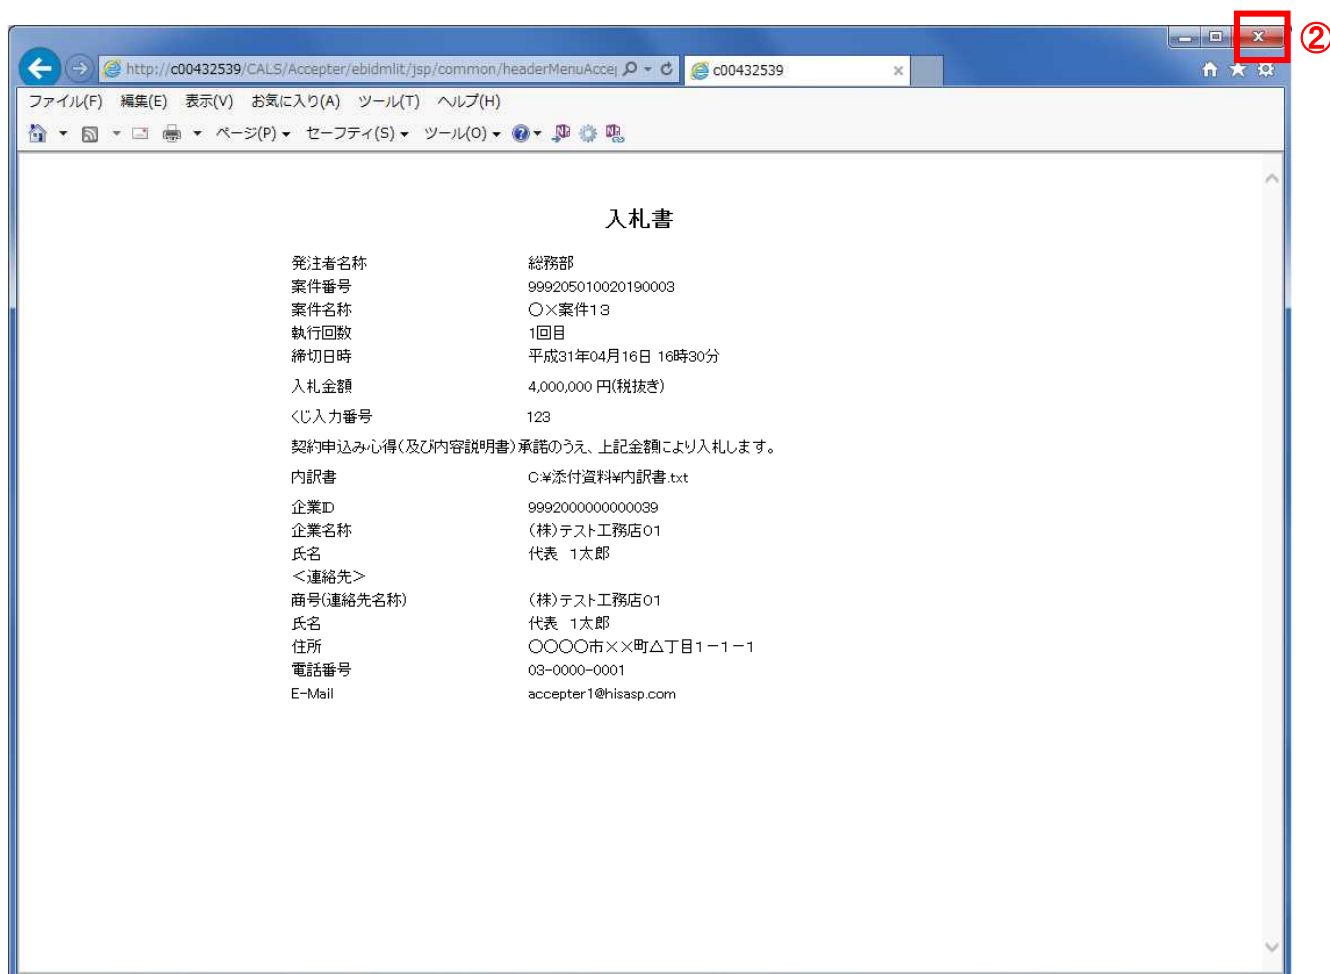 ②
http://c00432539/CALS/Accepter/ebidmlit/jsp/common/headerMenuAccep
c00432539
ファイル(F) 編集(E) 表示(V) お気に入り(A) ツール(T) ヘルプ(H)
ページ(P) セーフティ(S) ツール(O)
入札書
発注者名称 総務部
案件番号 999205010020190003
案件名称 ○×案件13
執行回数 1回目
締切日時 平成31年04月16日 16時30分
入札金額 4,000,000 円(税抜き)
くじ入力番号 123
契約申込み心得(及び内容説明書)承諾のうえ、上記金額により入札します。
内訳書 C:¥添付資料¥内訳書.txt
企業ID 9992000000000039
企業名称 (株)テスト工務店01
氏名 代表 1太郎
<連絡先>
商号(連絡先名称) (株)テスト工務店01
氏名 代表 1太郎
住所 ○○○○市××町△丁目1-1-1
電話番号 03-0000-0001
E-Mail accepter1@hisasp.com